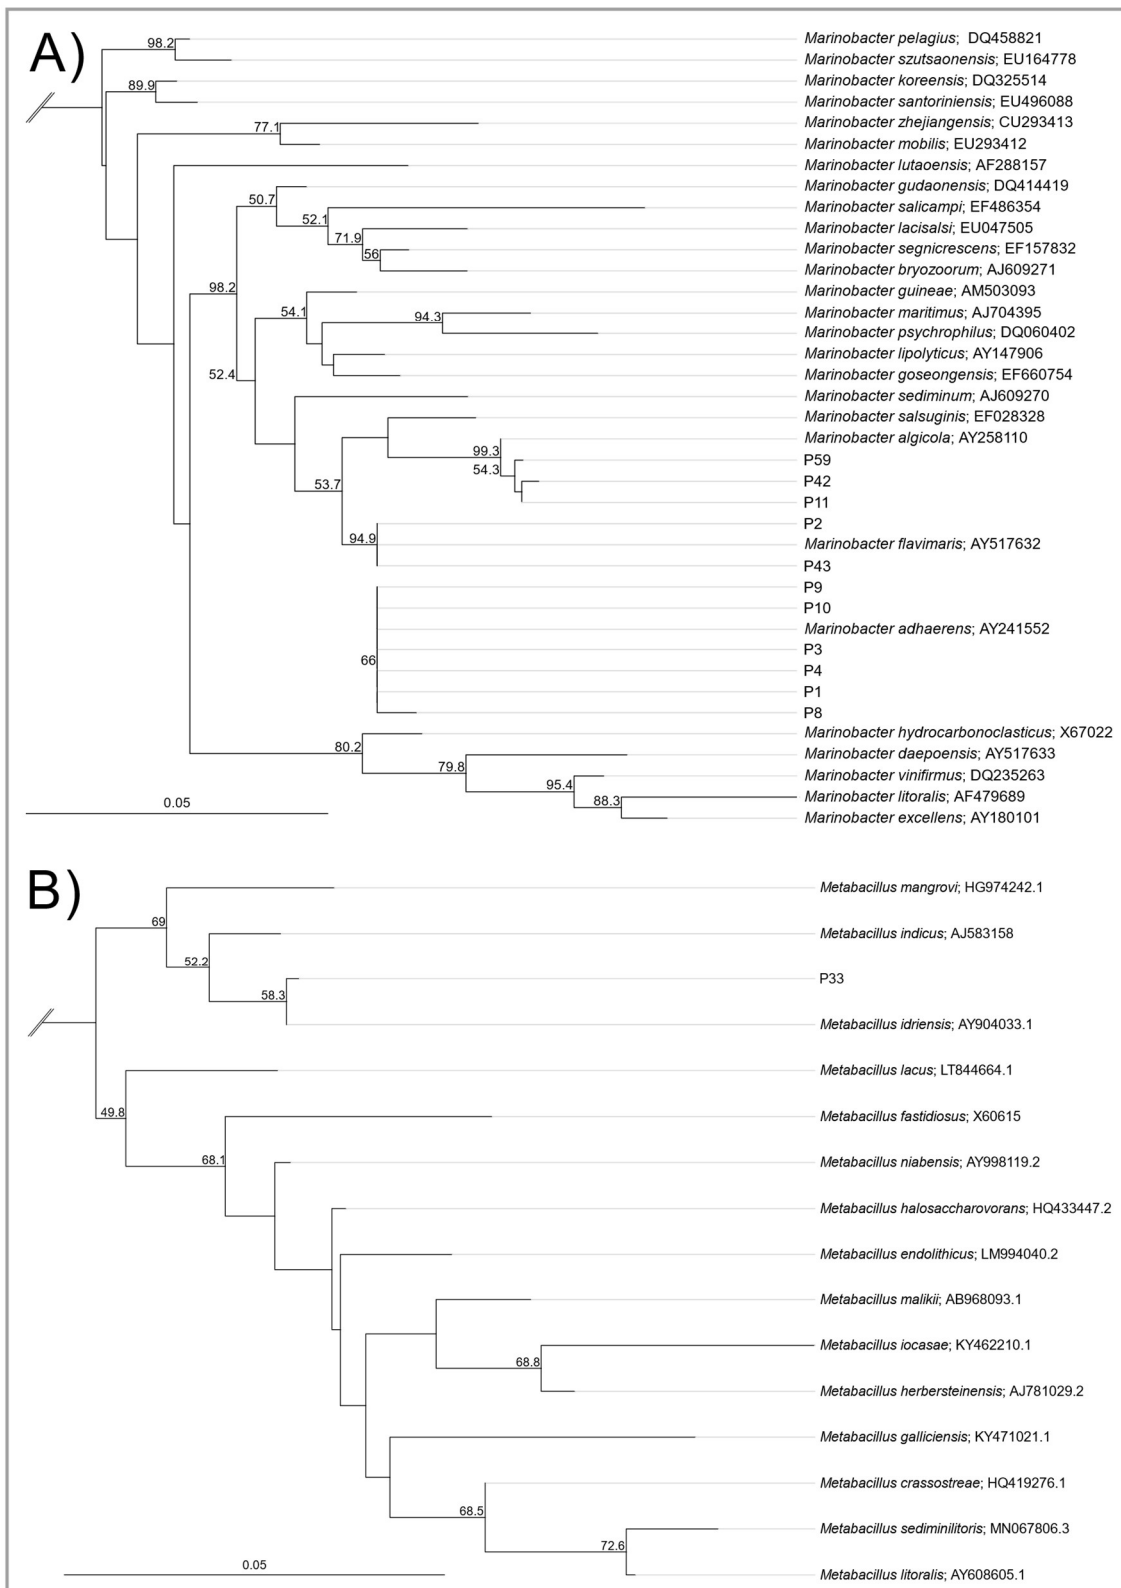 A)
98.2
Marinobacter pelagius; DQ458821
Marinobacter szutsaonensis; EU164778
89.9
Marinobacter koreensis; DQ325514
Marinobacter santoriniensis; EU496088
77.1
Marinobacter zhejiangensis; CU293413
Marinobacter mobilis; EU293412
Marinobacter lutaoensis; AF288157
50.7
Marinobacter gudaonensis; DQ414419
52.1
Marinobacter salicampi; EF486354
71.9
Marinobacter lacisalsi; EU047505
56
Marinobacter segnicrescens; EF157832
Marinobacter bryozoorum; AJ609271
98.2
Marinobacter guineae; AM503093
54.1
94.3
Marinobacter maritimus; AJ704395
Marinobacter psychrophilus; DQ060402
Marinobacter lipolyticus; AY147906
52.4
Marinobacter goseongensis; EF660754
Marinobacter sediminum; AJ609270
Marinobacter salsuginis; EF028328
Marinobacter algicola; AY258110
99.3
P59
54.3
P42
53.7
P11
P2
94.9
Marinobacter flavimaris; AY517632
P43
P9
P10
Marinobacter adhaerens; AY241552
P3
66
P4
P1
P8
Marinobacter hydrocarbonoclasticus; X67022
80.2
Marinobacter daepoensis; AY517633
79.8
Marinobacter vinifirmus; DQ235263
95.4
Marinobacter litoralis; AF479689
88.3
Marinobacter excellens; AY180101
0.05
B)
Metabacillus mangrovi; HG974242.1
69
Metabacillus indicus; AJ583158
52.2
P33
58.3
Metabacillus idriensis; AY904033.1
Metabacillus lacus; LT844664.1
49.8
Metabacillus fastidiosus; X60615
68.1
Metabacillus niabensis; AY998119.2
Metabacillus halosaccharovorans; HQ433447.2
Metabacillus endolithicus; LM994040.2
Metabacillus malikii; AB968093.1
Metabacillus iocasae; KY462210.1
68.8
Metabacillus herbersteinensis; AJ781029.2
Metabacillus galliciensis; KY471021.1
Metabacillus crassostreae; HQ419276.1
68.5
Metabacillus sediminilitoris; MN067806.3
72.6
Metabacillus litoralis; AY608605.1
0.05